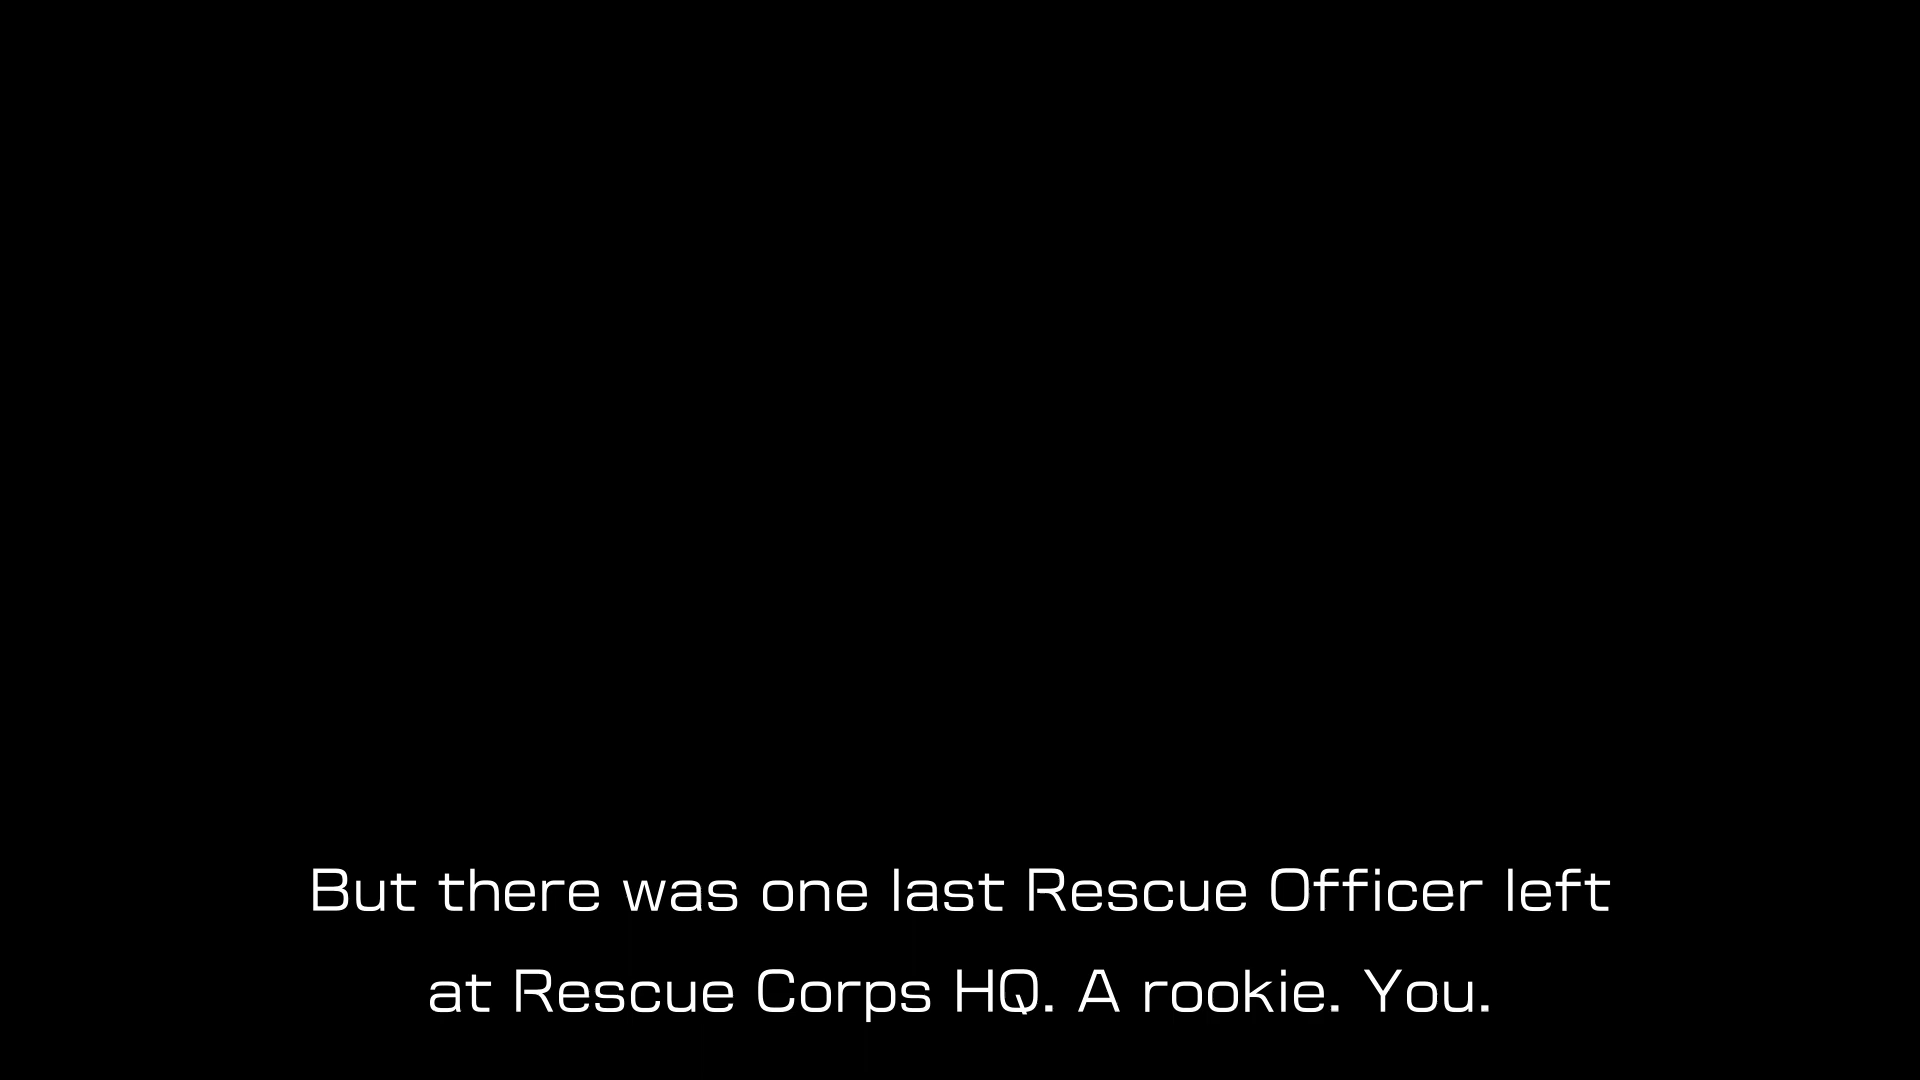 But there was one last Rescue Officer left
at Rescue Corps HQ. A rookie. You.